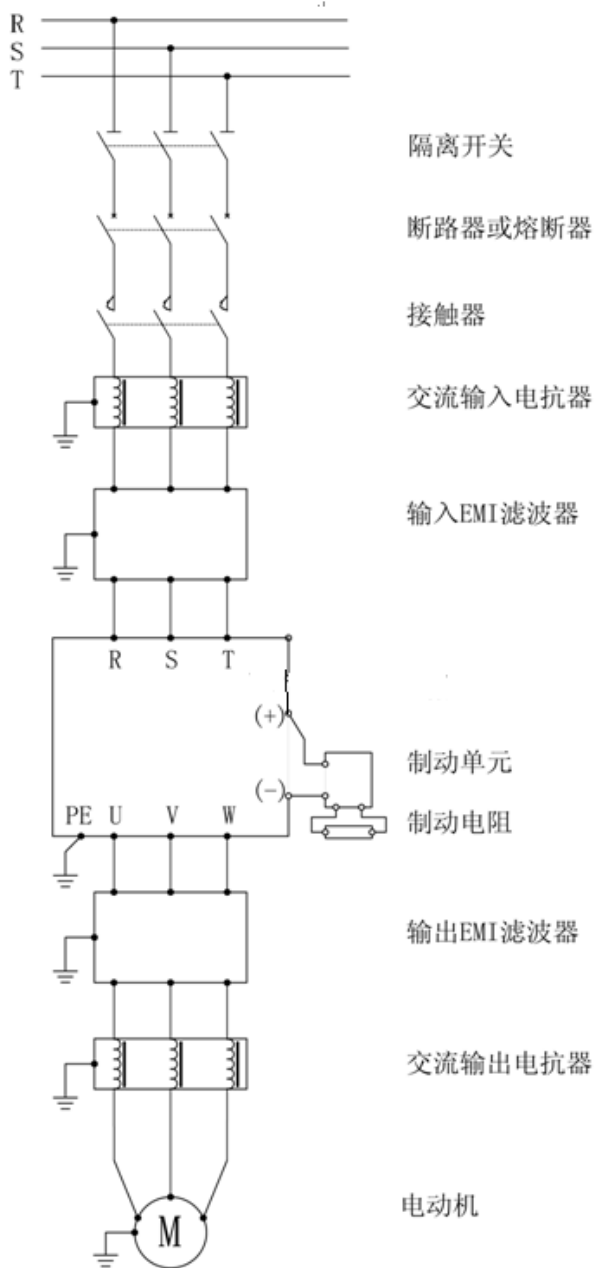 R
S
T
隔离开关
断路器或熔断器
接触器
交流输入电抗器
输入EMI滤波器
R S T
(+)
制动单元
(-)
制动电阻
PE U V W
输出EMI滤波器
交流输出电抗器
电动机
M